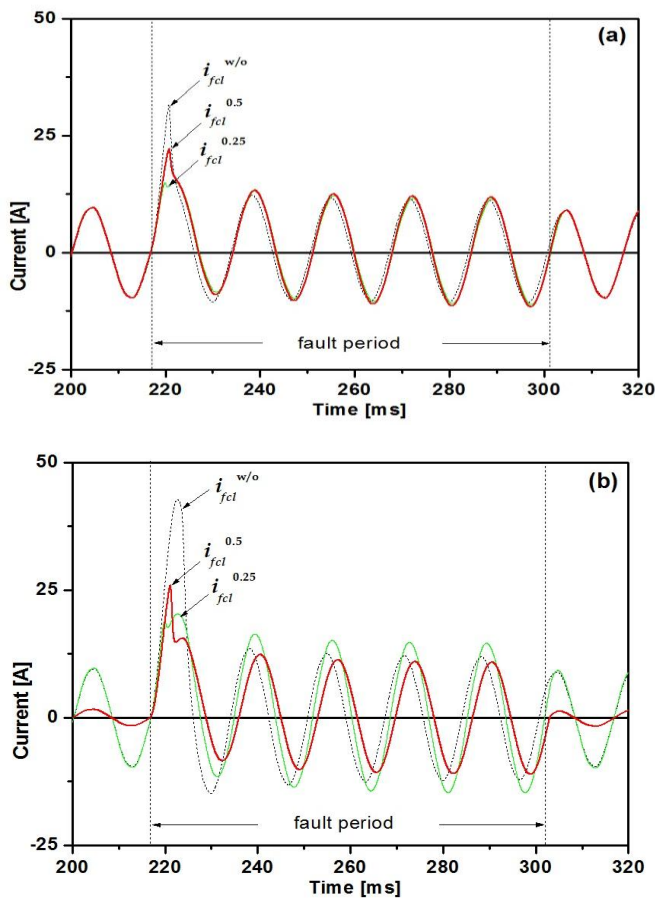 50
(a)
i_fcl^w/o
i_fcl^0.5
i_fcl^0.25
25
0
-25
Current [A]
fault period
200 220 240 260 280 300 320
Time [ms]
50
(b)
i_fcl^w/o
i_fcl^0.5
i_fcl^0.25
25
0
-25
Current [A]
fault period
200 220 240 260 280 300 320
Time [ms]